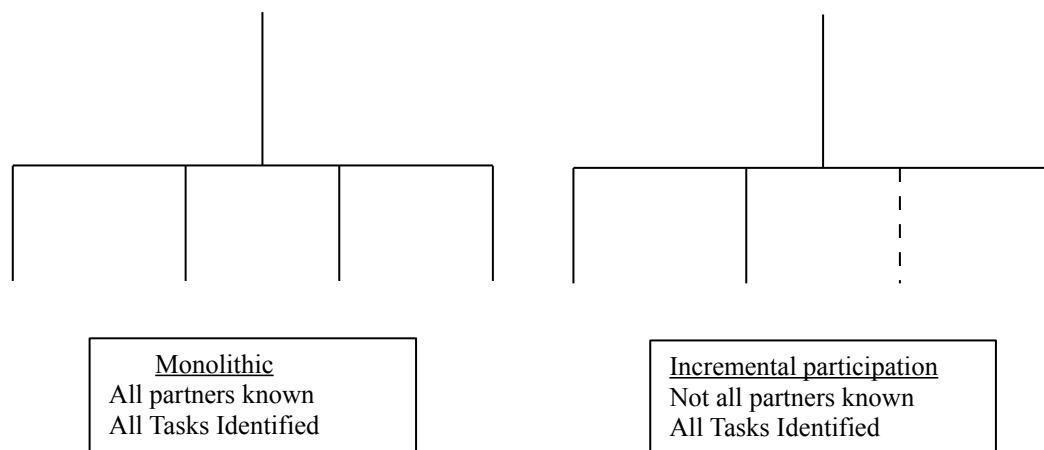 Monolithic
All partners known
All Tasks Identified
Incremental participation
Not all partners known
All Tasks Identified